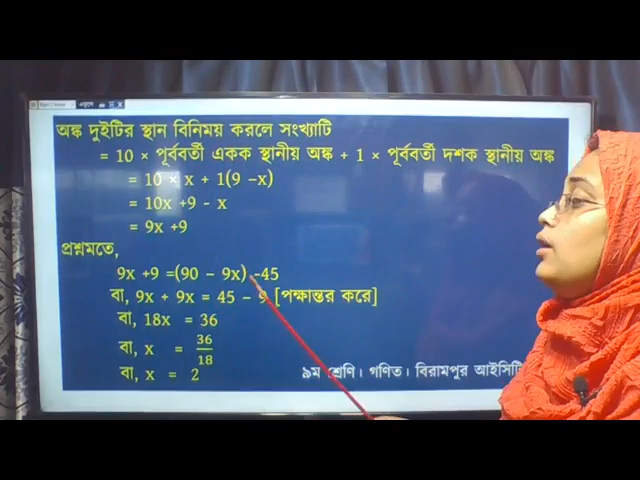 অঙ্ক দুইটির স্থান বিনিময় করলে সংখ্যাটি
= 10 × পূর্ববর্তী একক স্থানীয় অঙ্ক + 1 × পূর্ববর্তী দশক স্থানীয় অঙ্ক
= 10 × x + 1(9 –x)
= 10x +9 - x
= 9x +9
প্রশ্নমতে,
9x +9 =(90 – 9x) –45
বা, 9x + 9x = 45 – 9 [পক্ষান্তর করে]
বা, 18x = 36
বা, x = 36/18
বা, x = 2
৯ম শ্রেণি। গণিত। বিরামপুর আইসিটি